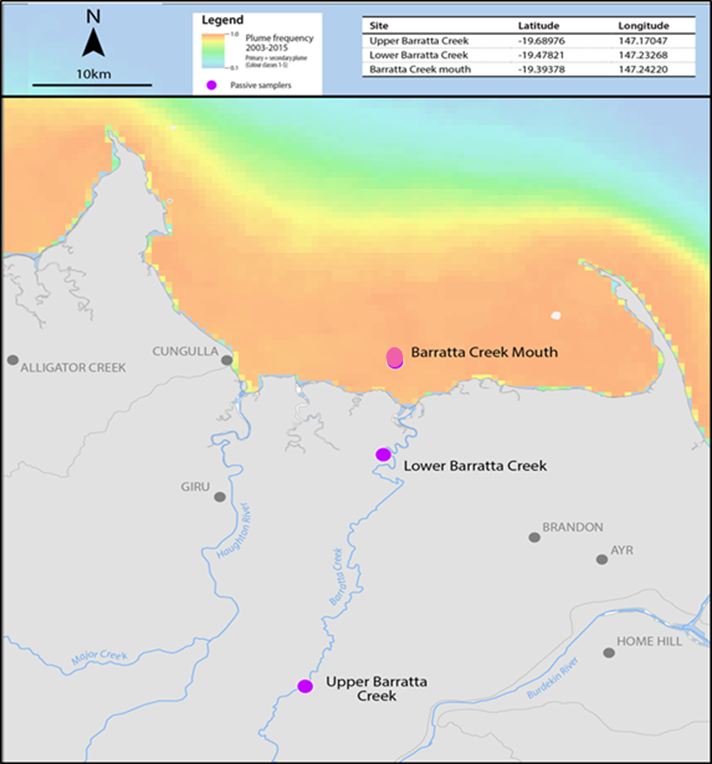 N
10km
Legend
1.0
0.1
Plume frequency
2003-2015
Primary + secondary plume
(Colour classes 1-5)
Passive samplers
Site Latitude Longitude
Upper Barratta Creek -19.68976 147.17047
Lower Barratta Creek -19.47821 147.23268
Barratta Creek mouth -19.39378 147.24220
CUNGULLA
ALLIGATOR CREEK
Barratta Creek Mouth
Lower Barratta Creek
GIRU
Haughton River
BRANDON
AYR
Barratta Creek
Major Creek
HOME HILL
Burdekin River
Upper Barratta
Creek